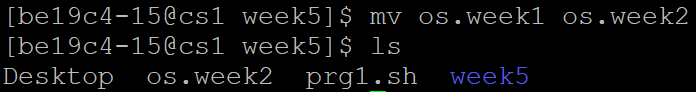 [be19c4-15@cs1 week5]$ mv os.week1 os.week2
[be19c4-15@cs1 week5]$ ls
Desktop  os.week2  prg1.sh  week5